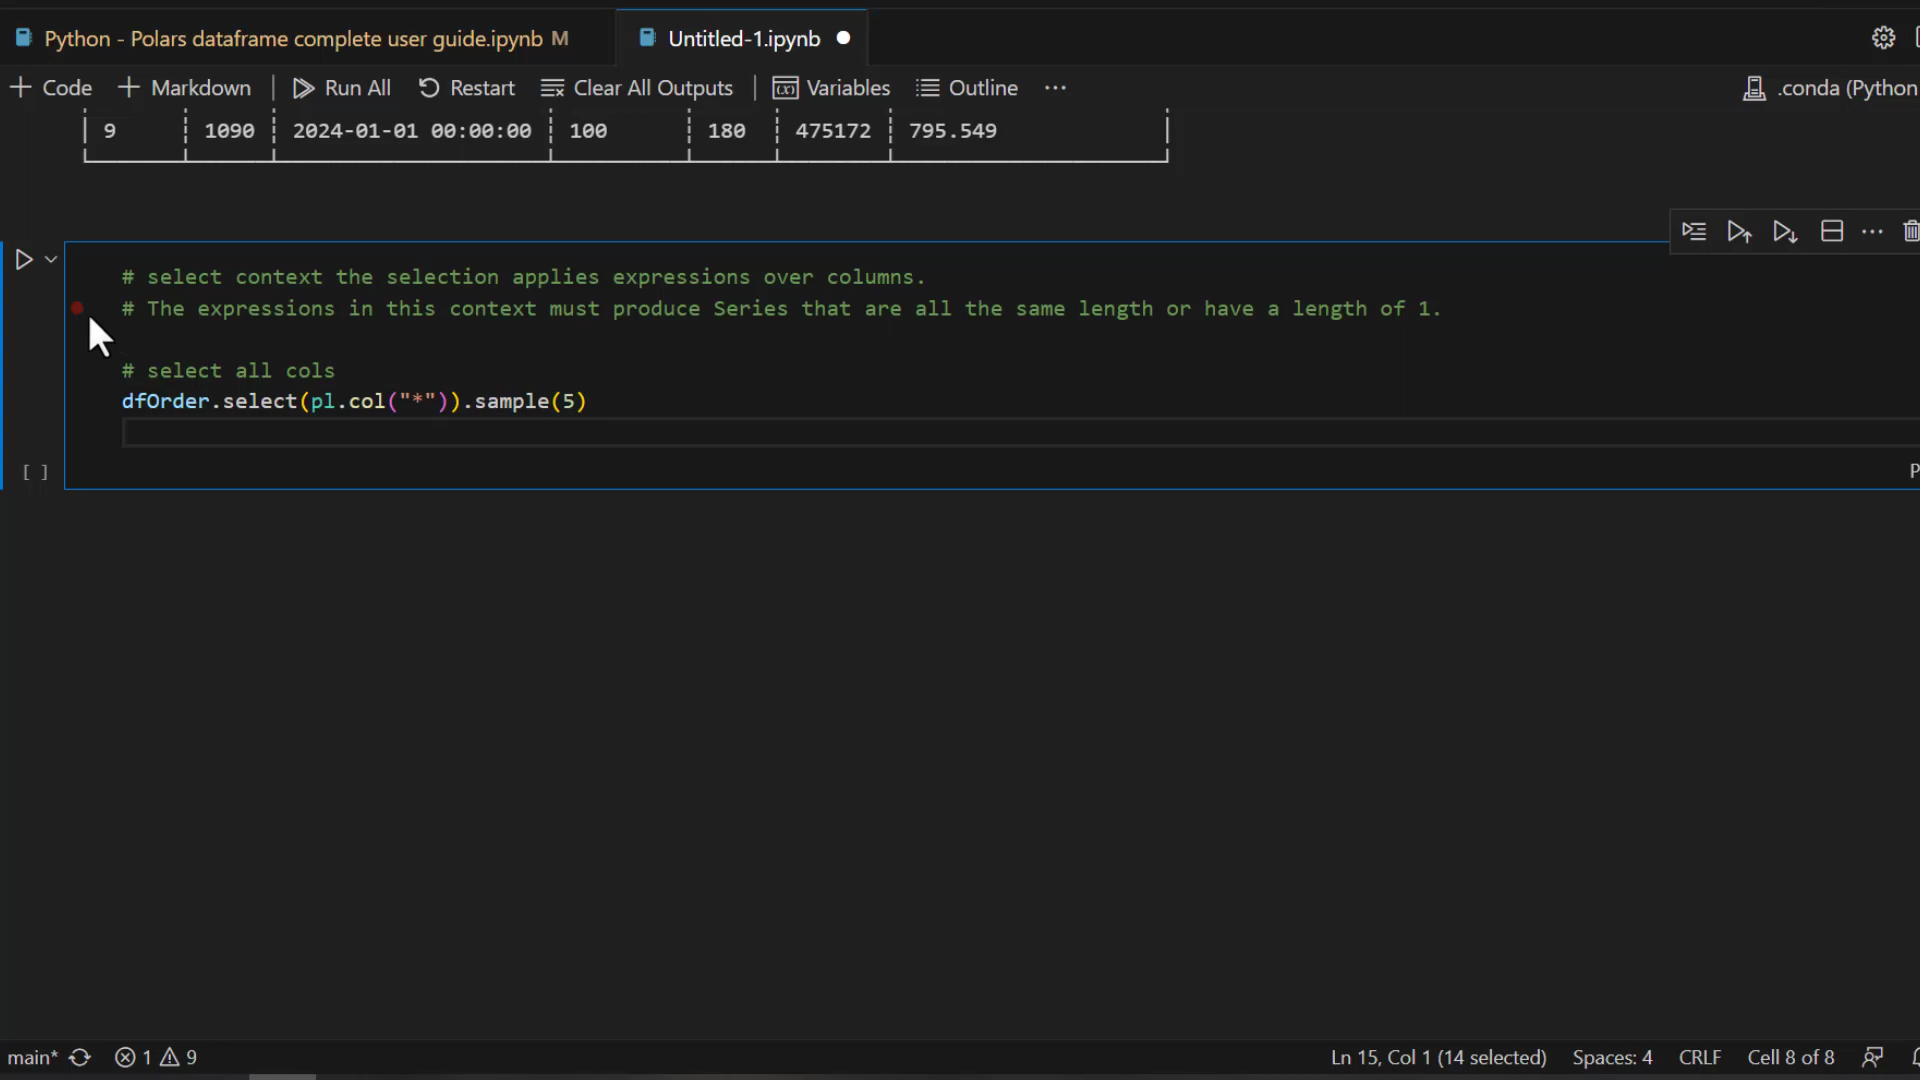 Python - Polars dataframe complete user guide.ipynb M
Untitled-1.ipynb
Code Markdown Run All Restart Clear All Outputs Variables Outline ...
.conda (Python
9 1090 2024-01-01 00:00:00 100 180 475172 795.549
# select context the selection applies expressions over columns.
# The expressions in this context must produce Series that are all the same length or have a length of 1.
# select all cols
dfOrder.select(pl.col("*")).sample(5)
[ ]
P
main* 1 9
Ln 15, Col 1 (14 selected) Spaces: 4 CRLF Cell 8 of 8